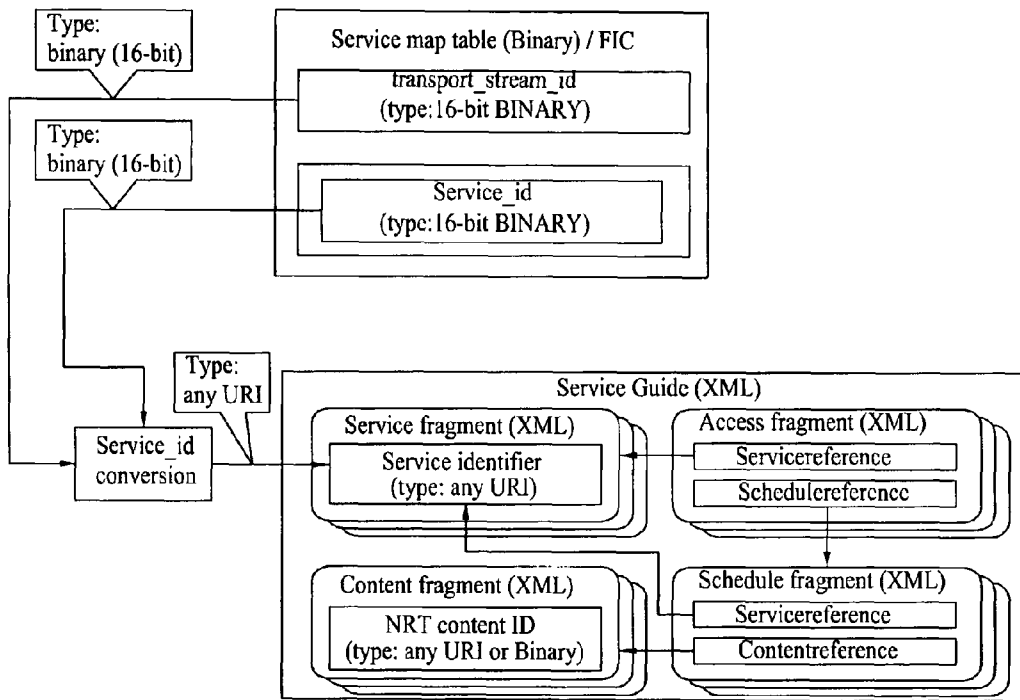 Type:
binary (16-bit)
Service map table (Binary) / FIC
transport_stream_id
(type:16-bit BINARY)
Type:
binary (16-bit)
Service_id
(type:16-bit BINARY)
Type:
any URI
Service_id
conversion
Service Guide (XML)
Service fragment (XML)
Service identifier
(type: any URI)
Access fragment (XML)
Servicereference
Schedulereference
Content fragment (XML)
NRT content ID
(type: any URI or Binary)
Schedule fragment (XML)
Servicereference
Contentreference